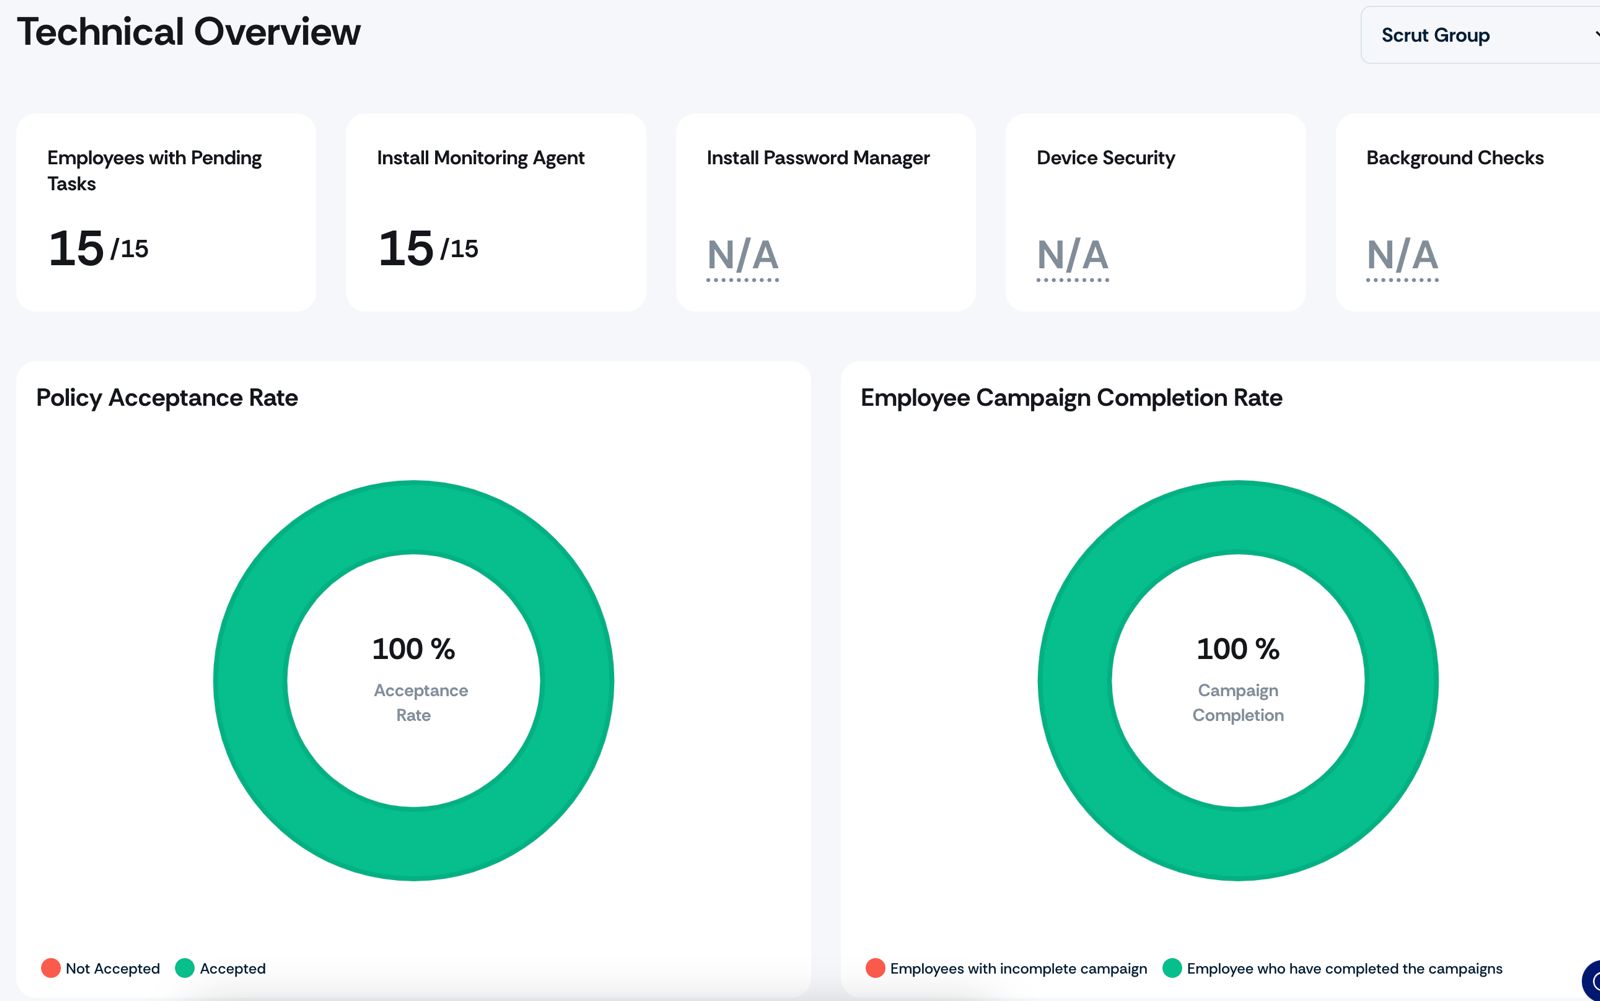 Technical Overview
Scrut Group
Employees with Pending
Tasks
15 /15
Install Monitoring Agent
15 /15
Install Password Manager
N/A
Device Security
N/A
Background Checks
N/A
Policy Acceptance Rate
100 %
Acceptance
Rate
Not Accepted
Accepted
Employee Campaign Completion Rate
100 %
Campaign
Completion
Employees with incomplete campaign
Employee who have completed the campaigns